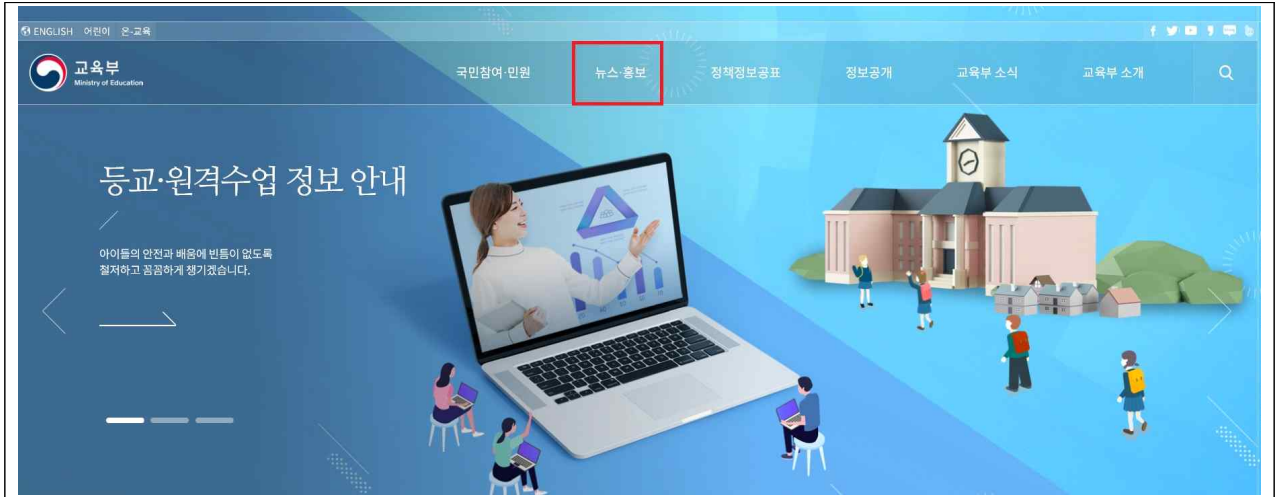 ENGLISH 어린이 온-교육
교육부
Ministry of Education
국민참여·민원 뉴스·홍보 정책정보공표 정보공개 교육부 소식 교육부 소개
등교·원격수업 정보 안내
아이들의 안전과 배움에 빈틈이 없도록
철저하고 꼼꼼하게 챙기겠습니다.